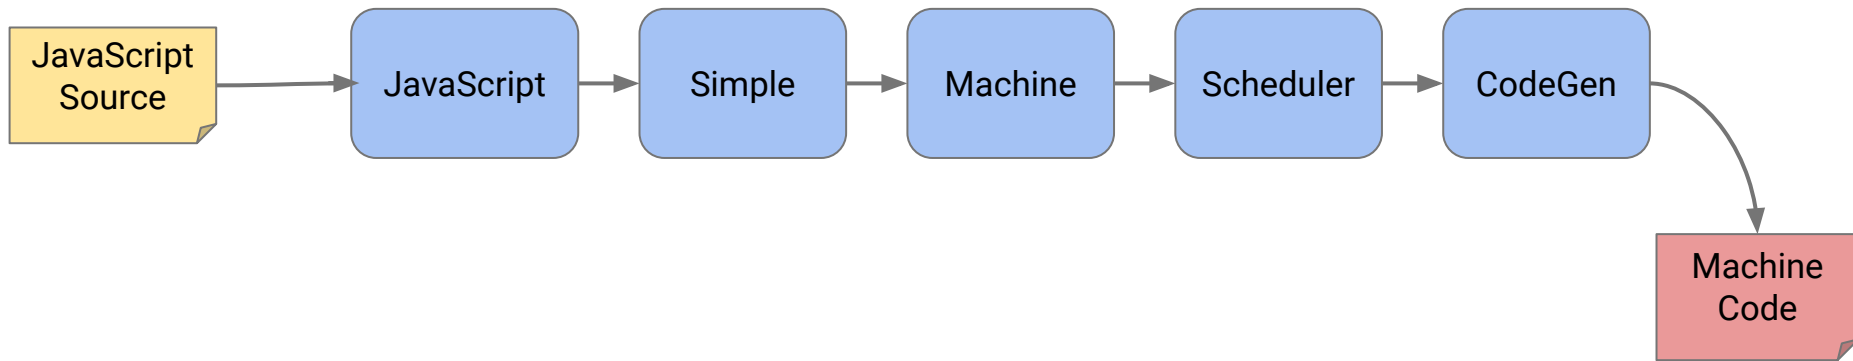 JavaScript
Source
JavaScript
Simple
Machine
Scheduler
CodeGen
Machine
Code